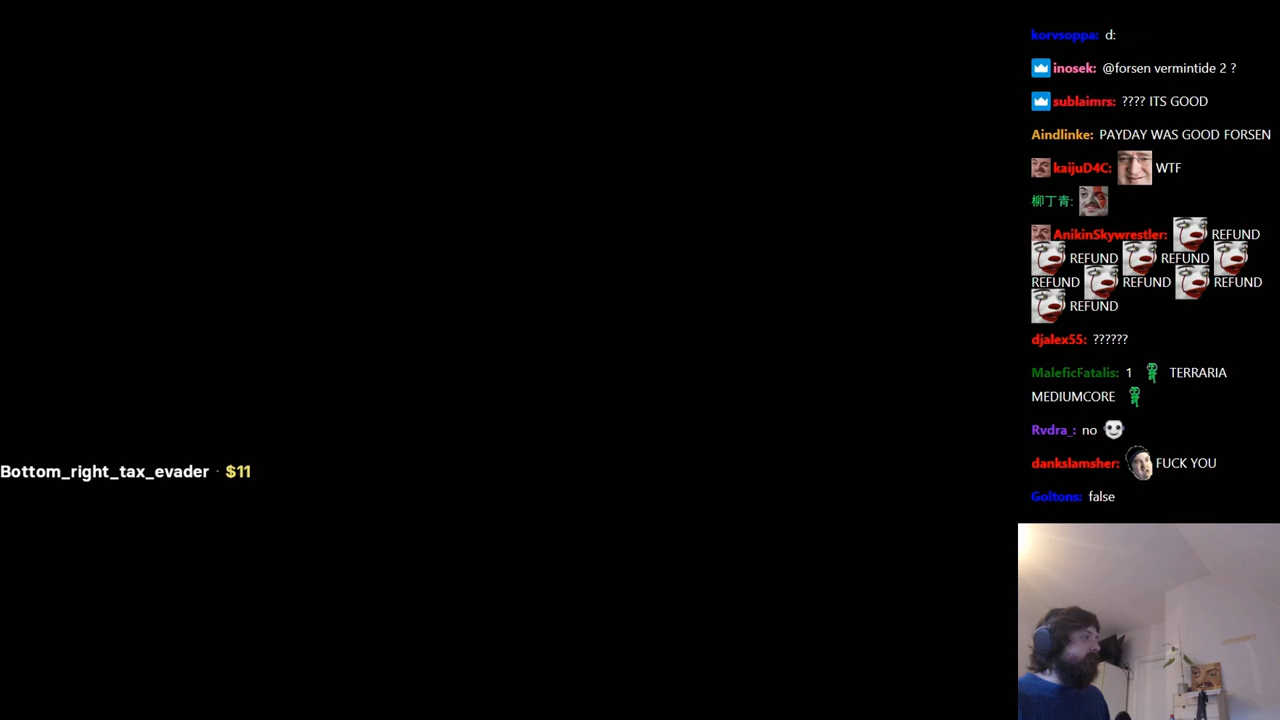 korvsoppa: d:
inosek: @forsen vermintide 2 ?
sublaimrs: ???? ITS GOOD
Aindlinke: PAYDAY WAS GOOD FORSEN
kaijuD4C: WTF
柳丁青:
AnikinSkywrestler: REFUND
REFUND REFUND
REFUND REFUND REFUND
REFUND
djalex55: ??????
MaleficFatalis: 1 TERRARIA
MEDIUMCORE
Rvdra_: no
dankslamsher: FUCK YOU
Goltons: false
Bottom_right_tax_evader · $11